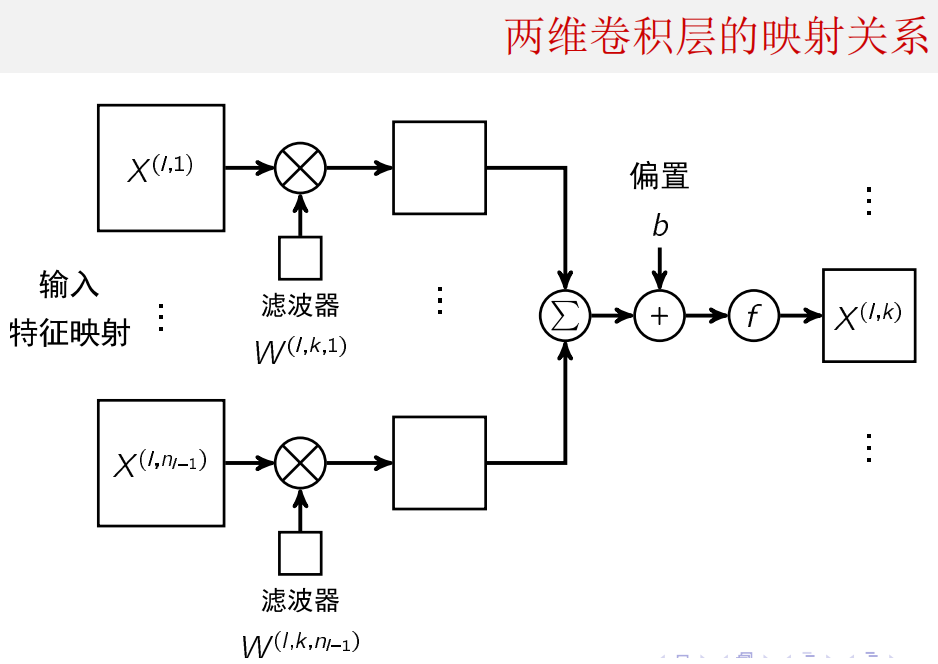 两维卷积层的映射关系
X^(l,1)
滤波器
W^(l,k,1)
输入
特征映射
⋮
⋮
X^(l,n_{l−1})
滤波器
W^(l,k,n_{l−1})
∑
偏置
b
+
f
⋮
X^(l,k)
⋮